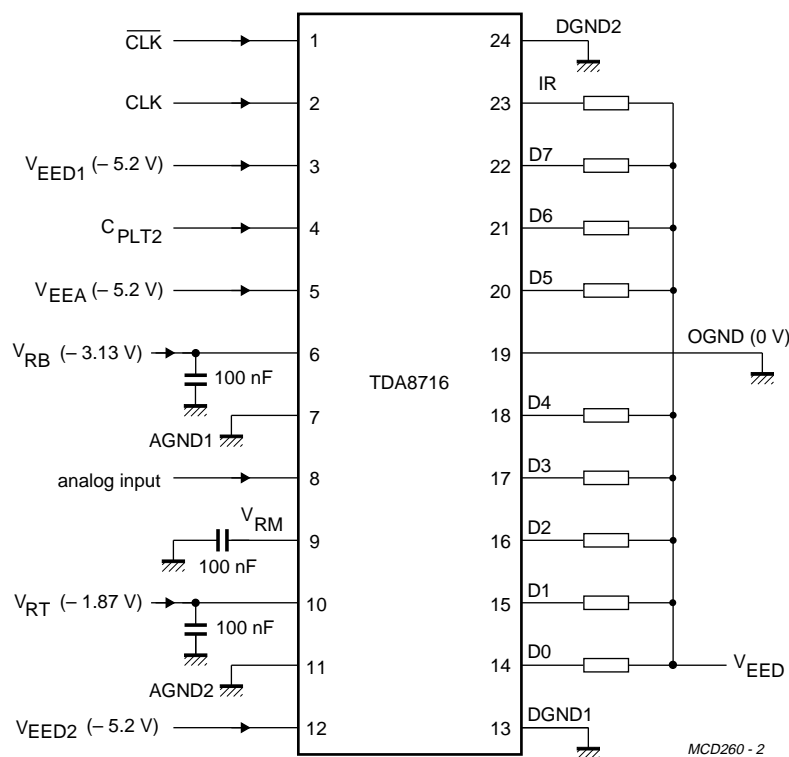 CLK 1 24 DGND2
CLK 2 23 IR
VEED1 (– 5.2 V) 3 22 D7
CPLT2 4 21 D6
VEEA (– 5.2 V) 5 20 D5
VRB (– 3.13 V) 6 19 OGND (0 V)
100 nF
TDA8716
AGND1 7 18 D4
analog input 8 17 D3
VRM 9 16 D2
100 nF
VRT (– 1.87 V) 10 15 D1
100 nF
AGND2 11 14 D0 VEED
VEED2 (– 5.2 V) 12 13 DGND1
MCD260 - 2